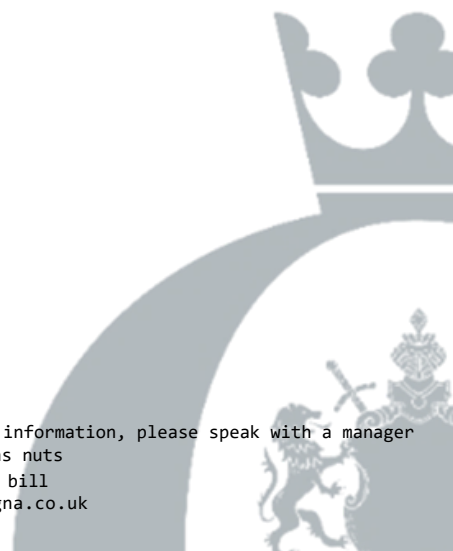 information, please speak with a manager
nuts
bill
gna.co.uk